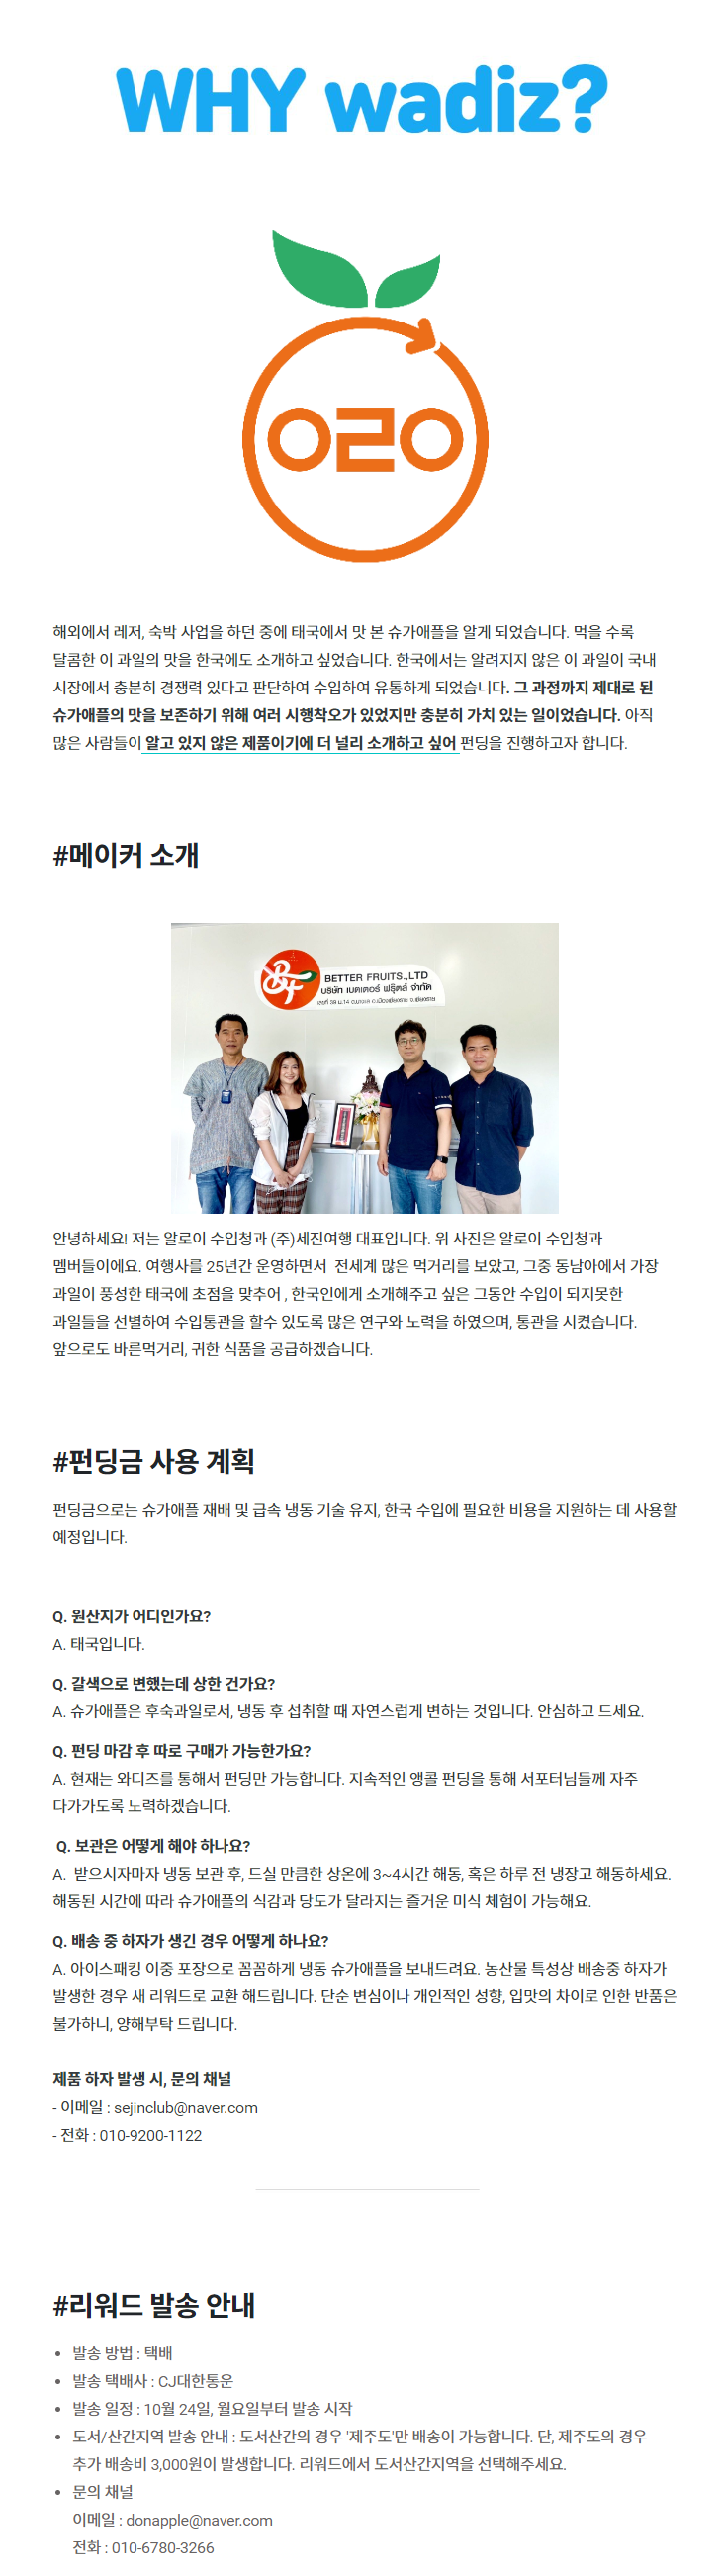 WHY wadiz?
해외에서 레저, 숙박 사업을 하던 중에 태국에서 맛 본 슈가애플을 알게 되었습니다. 먹을 수록
달콤한 이 과일의 맛을 한국에도 소개하고 싶었습니다. 한국에서는 알려지지 않은 이 과일이 국내
시장에서 충분히 경쟁력 있다고 판단하여 수입하여 유통하게 되었습니다. 그 과정까지 제대로 된
슈가애플의 맛을 보존하기 위해 여러 시행착오가 있었지만 충분히 가치 있는 일이었습니다. 아직
많은 사람들이 알고 있지 않은 제품이기에 더 널리 소개하고 싶어 펀딩을 진행하고자 합니다.
#메이커 소개
BF
BETTER FRUITS.,LTD
บริษัท เบตเตอร์ ฟรุ๊ตส์ จำกัด
안녕하세요! 저는 알로이 수입청과 (주)세진여행 대표입니다. 위 사진은 알로이 수입청과
멤버들이에요. 여행사를 25년간 운영하면서  전세계 많은 먹거리를 보았고, 그중 동남아에서 가장
과일이 풍성한 태국에 초점을 맞추어 , 한국인에게 소개해주고 싶은 그동안 수입이 되지못한
과일들을 선별하여 수입통관을 할수 있도록 많은 연구와 노력을 하였으며, 통관을 시켰습니다.
앞으로도 바른먹거리, 귀한 식품을 공급하겠습니다.
#펀딩금 사용 계획
펀딩금으로는 슈가애플 재배 및 급속 냉동 기술 유지, 한국 수입에 필요한 비용을 지원하는 데 사용할
예정입니다.
Q. 원산지가 어디인가요?
A. 태국입니다.
Q. 갈색으로 변했는데 상한 건가요?
A. 슈가애플은 후숙과일로서, 냉동 후 섭취할 때 자연스럽게 변하는 것입니다. 안심하고 드세요.
Q. 펀딩 마감 후 따로 구매가 가능한가요?
A. 현재는 와디즈를 통해서 펀딩만 가능합니다. 지속적인 앵콜 펀딩을 통해 서포터님들께 자주
다가가도록 노력하겠습니다.
Q. 보관은 어떻게 해야 하나요?
A.  받으시자마자 냉동 보관 후, 드실 만큼한 상온에 3~4시간 해동, 혹은 하루 전 냉장고 해동하세요.
해동된 시간에 따라 슈가애플의 식감과 당도가 달라지는 즐거운 미식 체험이 가능해요.
Q. 배송 중 하자가 생긴 경우 어떻게 하나요?
A. 아이스패킹 이중 포장으로 꼼꼼하게 냉동 슈가애플을 보내드려요. 농산물 특성상 배송중 하자가
발생한 경우 새 리워드로 교환 해드립니다. 단순 변심이나 개인적인 성향, 입맛의 차이로 인한 반품은
불가하니, 양해부탁 드립니다.
제품 하자 발생 시, 문의 채널
- 이메일 : sejinclub@naver.com
- 전화 : 010-9200-1122
#리워드 발송 안내
• 발송 방법 : 택배
• 발송 택배사 : CJ대한통운
• 발송 일정 : 10월 24일, 월요일부터 발송 시작
• 도서/산간지역 발송 안내 : 도서산간의 경우 '제주도'만 배송이 가능합니다. 단, 제주도의 경우
추가 배송비 3,000원이 발생합니다. 리워드에서 도서산간지역을 선택해주세요.
• 문의 채널
이메일 : donapple@naver.com
전화 : 010-6780-3266